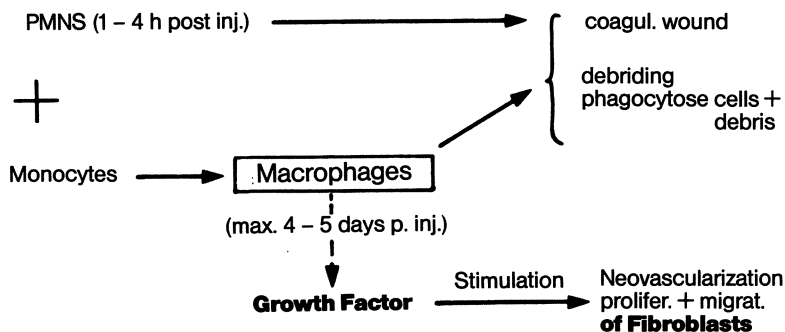 PMNS (1 – 4 h post inj.)
coagul. wound
debriding
phagocytose cells +
debris
+
Monocytes
Macrophages
(max. 4 – 5 days p. inj.)
Growth Factor
Stimulation
Neovascularization
prolifer. + migrat.
of Fibroblasts